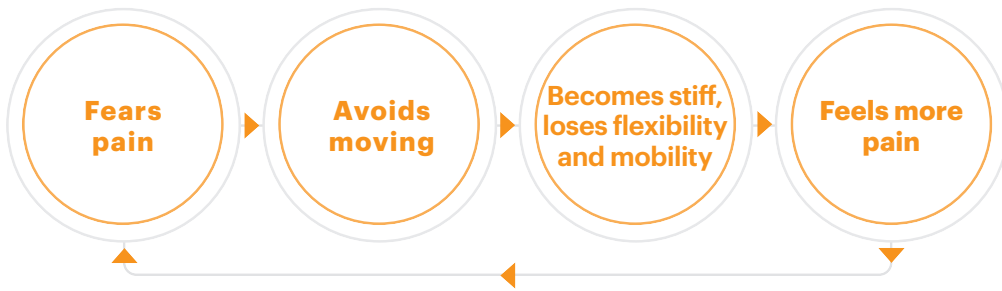 Fears
pain
Avoids
moving
Becomes stiff,
loses flexibility
and mobility
Feels more
pain